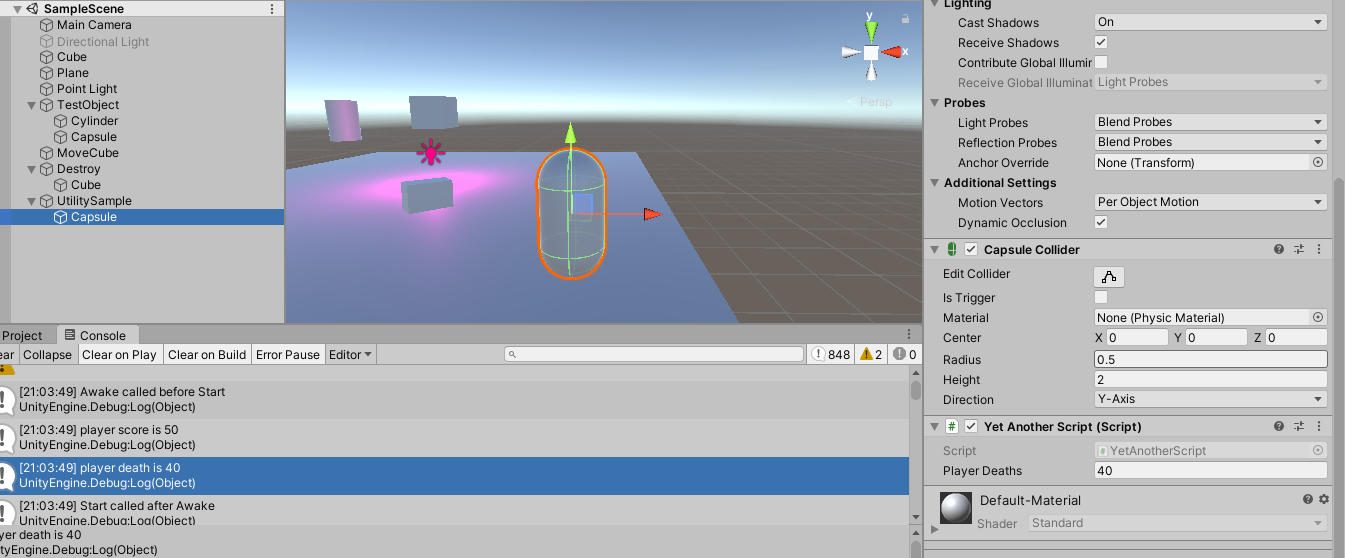 SampleScene
Main Camera
Directional Light
Cube
Plane
Point Light
TestObject
Cylinder
Capsule
MoveCube
Destroy
Cube
UtilitySample
Capsule
y
x
Persp
Project
Console
ear
Collapse
Clear on Play
Clear on Build
Error Pause
Editor
848
2
0
[21:03:49] Awake called before Start
UnityEngine.Debug:Log(Object)
[21:03:49] player score is 50
UnityEngine.Debug:Log(Object)
[21:03:49] player death is 40
UnityEngine.Debug:Log(Object)
[21:03:49] Start called after Awake
UnityEngine.Debug:Log(Object)
yer death is 40
ityEngine.Debug:Log(Object)
Lighting
Cast Shadows On
Receive Shadows
Contribute Global Illumir
Receive Global Illuminat Light Probes
Probes
Light Probes Blend Probes
Reflection Probes Blend Probes
Anchor Override None (Transform)
Additional Settings
Motion Vectors Per Object Motion
Dynamic Occlusion
Capsule Collider
Edit Collider
Is Trigger
Material None (Physic Material)
Center X 0 Y 0 Z 0
Radius 0.5
Height 2
Direction Y-Axis
# Yet Another Script (Script)
Script # YetAnotherScript
Player Deaths 40
Default-Material
Shader Standard